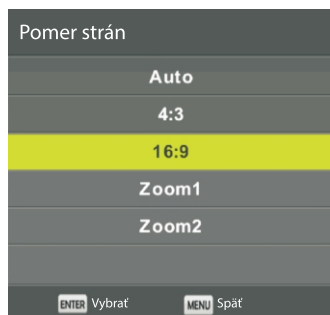 Pomer strán
Auto
4:3
16:9
Zoom1
Zoom2
ENTER Vybrať MENU Späť